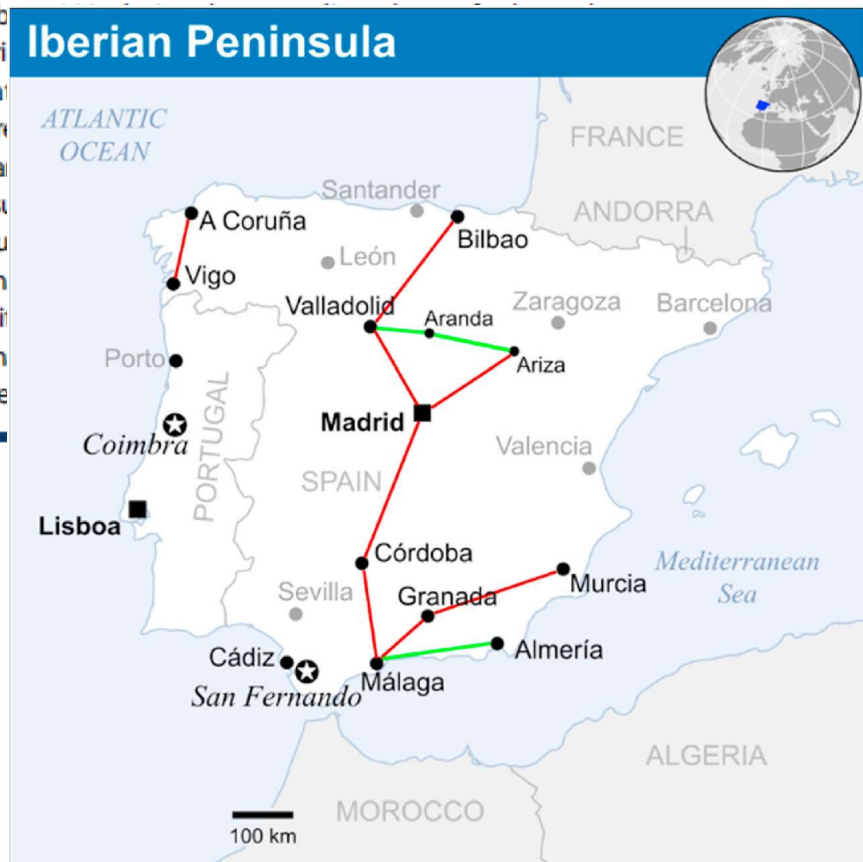 Iberian Peninsula
ATLANTIC
OCEAN
FRANCE
ANDORRA
Santander
A Coruña
Bilbao
León
Vigo
Valladolid
Aranda
Zaragoza
Barcelona
Porto
Ariza
Madrid
Coimbra
PORTUGAL
Valencia
SPAIN
Lisboa
Córdoba
Mediterranean
Sea
Sevilla
Granada
Murcia
Cádiz
Almería
San Fernando
Málaga
ALGERIA
MOROCCO
100 km